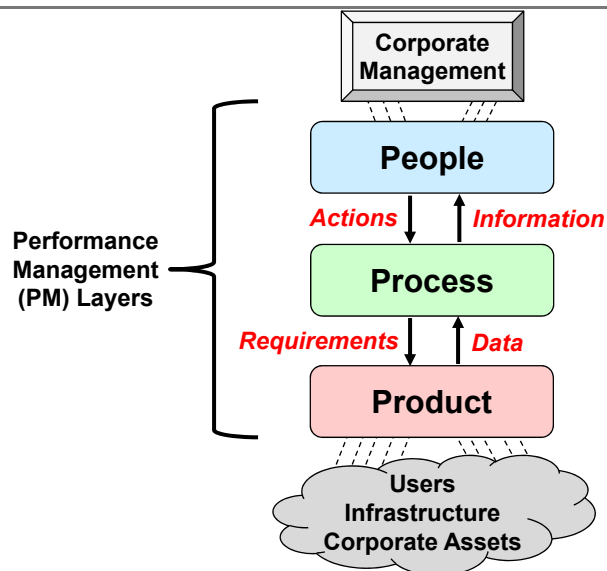 Corporate
Management
People
Actions
Information
Performance
Management
(PM) Layers
Process
Requirements
Data
Product
Users
Infrastructure
Corporate Assets